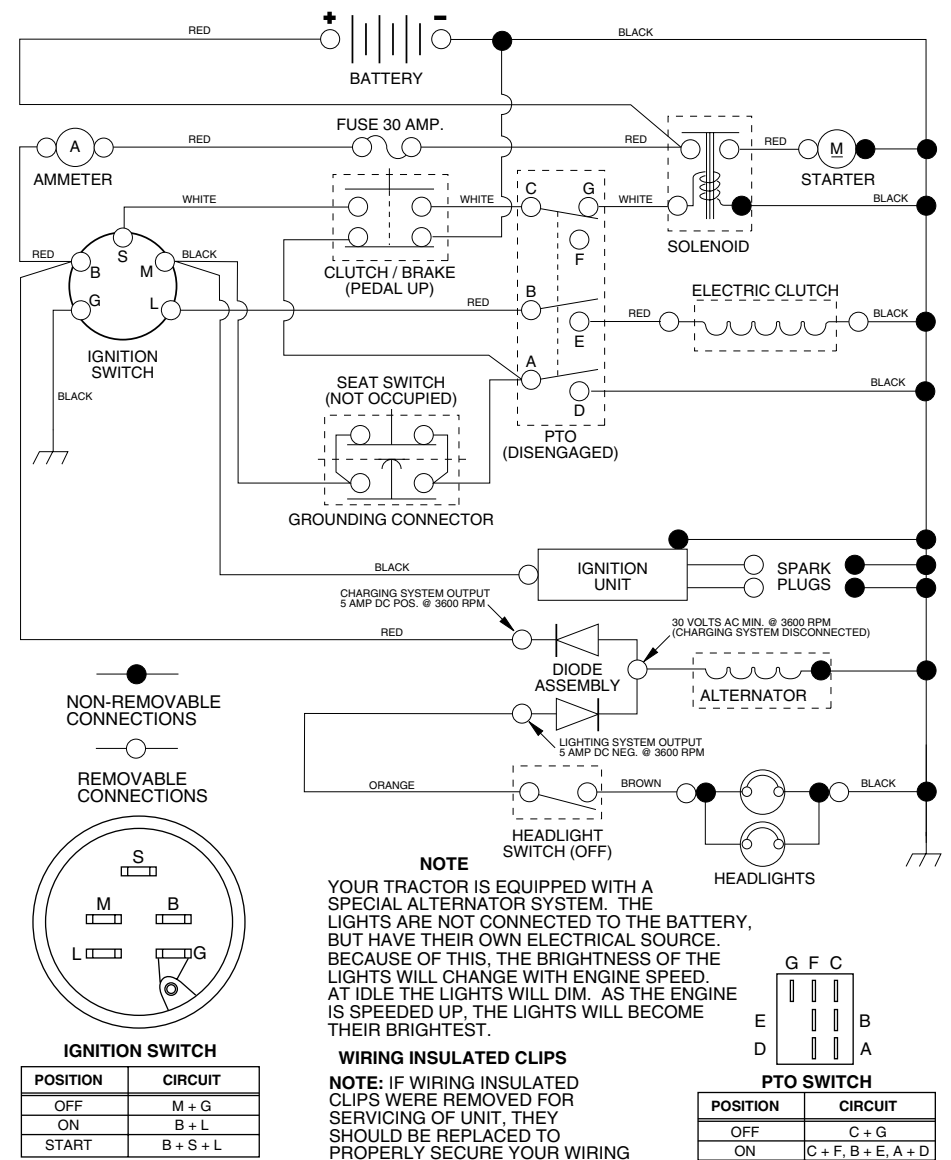 +
-
RED
BLACK
BATTERY
FUSE 30 AMP.
A
RED
RED
RED
M
AMMETER
STARTER
WHITE
WHITE
C
G
WHITE
BLACK
S
F
SOLENOID
RED
B
M
BLACK
CLUTCH / BRAKE
(PEDAL UP)
ELECTRIC CLUTCH
G
L
RED
B
RED
BLACK
E
IGNITION
SWITCH
A
BLACK
SEAT SWITCH
(NOT OCCUPIED)
BLACK
D
PTO
(DISENGAGED)
GROUNDING CONNECTOR
BLACK
IGNITION
UNIT
SPARK
PLUGS
CHARGING SYSTEM OUTPUT
5 AMP DC POS. @ 3600 RPM
30 VOLTS AC MIN. @ 3600 RPM
(CHARGING SYSTEM DISCONNECTED)
RED
DIODE
ASSEMBLY
ALTERNATOR
NON-REMOVABLE
CONNECTIONS
LIGHTING SYSTEM OUTPUT
5 AMP DC NEG. @ 3600 RPM
REMOVABLE
CONNECTIONS
ORANGE
BROWN
BLACK
HEADLIGHT
SWITCH (OFF)
HEADLIGHTS
S
M
B
L
G
IGNITION SWITCH
POSITION CIRCUIT
OFF M + G
ON B + L
START B + S + L
NOTE
YOUR TRACTOR IS EQUIPPED WITH A
SPECIAL ALTERNATOR SYSTEM. THE
LIGHTS ARE NOT CONNECTED TO THE BATTERY,
BUT HAVE THEIR OWN ELECTRICAL SOURCE.
BECAUSE OF THIS, THE BRIGHTNESS OF THE
LIGHTS WILL CHANGE WITH ENGINE SPEED.
AT IDLE THE LIGHTS WILL DIM. AS THE ENGINE
IS SPEEDED UP, THE LIGHTS WILL BECOME
THEIR BRIGHTEST.
WIRING INSULATED CLIPS
NOTE: IF WIRING INSULATED
CLIPS WERE REMOVED FOR
SERVICING OF UNIT, THEY
SHOULD BE REPLACED TO
PROPERLY SECURE YOUR WIRING
G F C
E B
D A
PTO SWITCH
POSITION CIRCUIT
OFF C + G
ON C + F, B + E, A + D